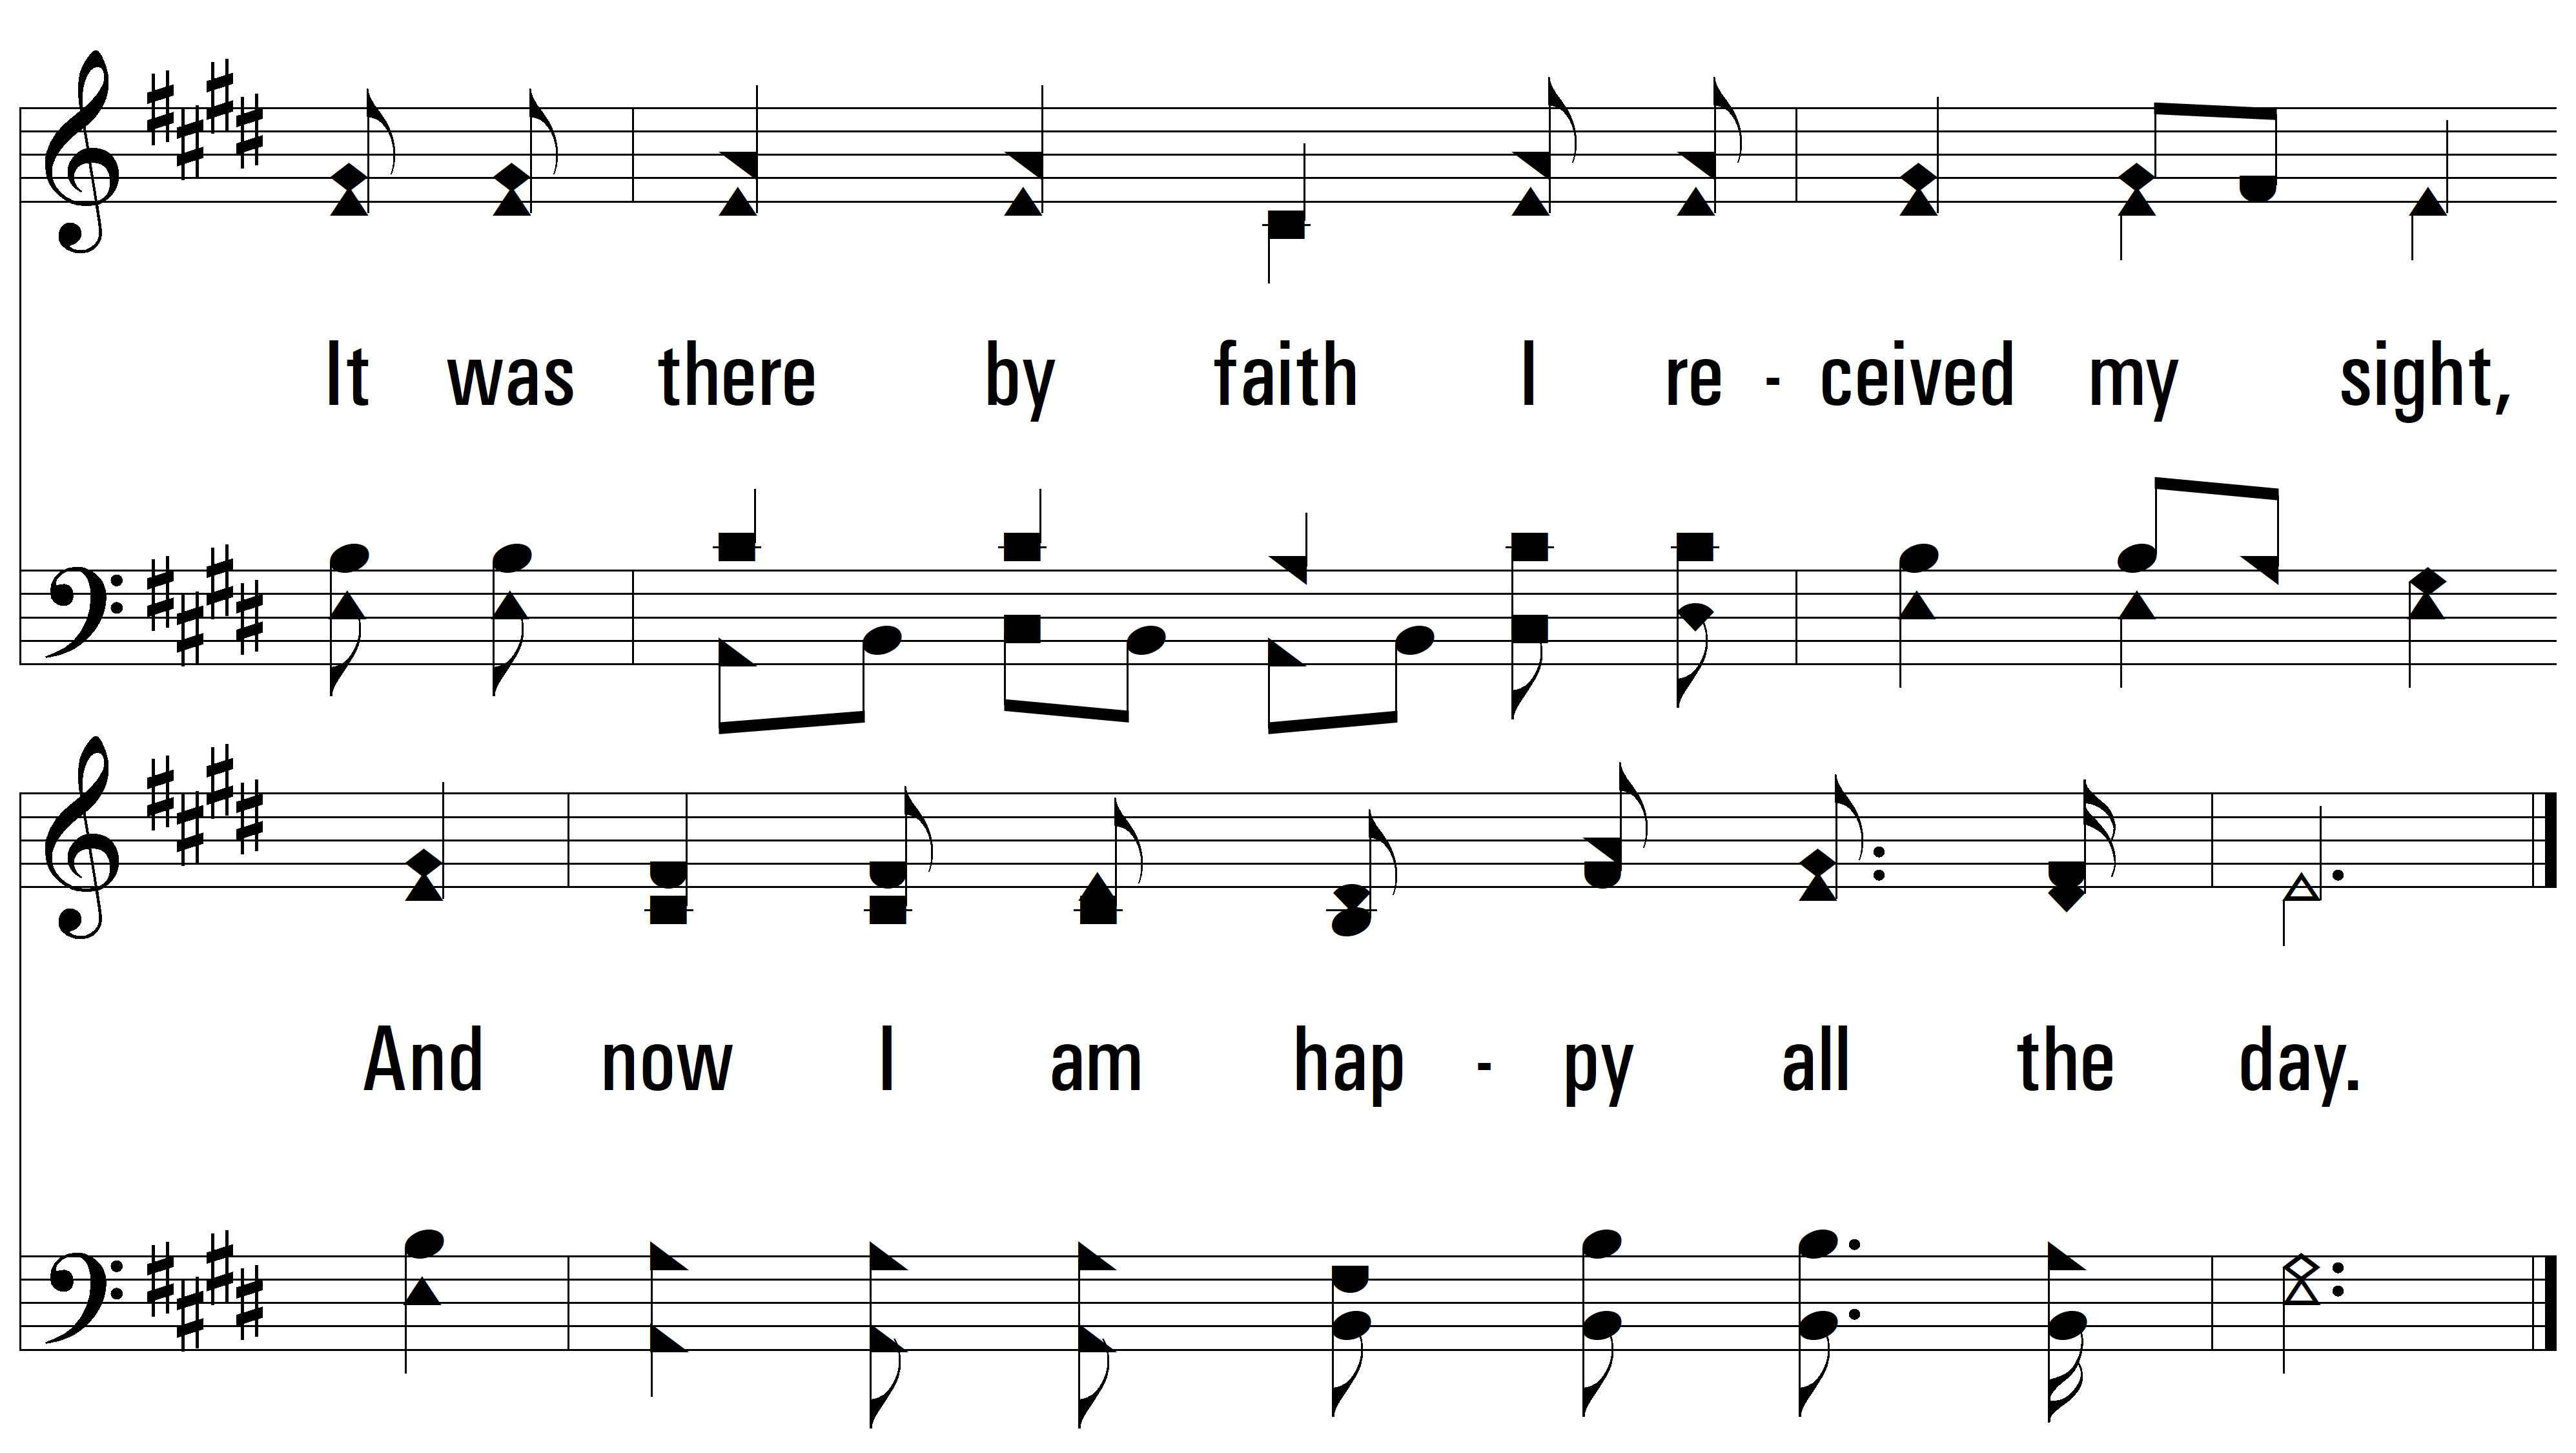 It was there by faith I re - ceived my sight,
And now I am hap - py all the day.